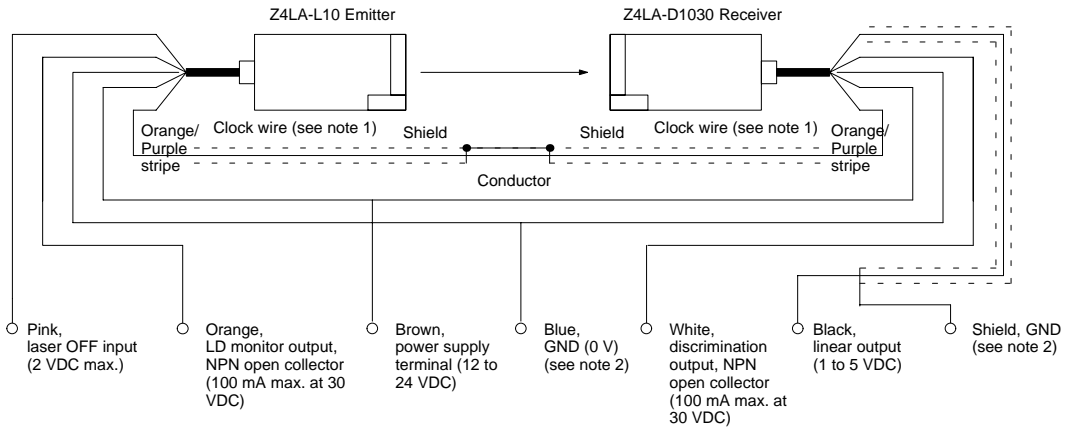 Z4LA-L10 Emitter
Z4LA-D1030 Receiver
Orange/
Purple
stripe
Clock wire (see note 1)
Shield
Shield
Clock wire (see note 1)
Orange/
Purple
stripe
Conductor
Pink,
laser OFF input
(2 VDC max.)
Orange,
LD monitor output,
NPN open collector
(100 mA max. at 30
VDC)
Brown,
power supply
terminal (12 to
24 VDC)
Blue,
GND (0 V)
(see note 2)
White,
discrimination
output, NPN
open collector
(100 mA max. at
30 VDC)
Black,
linear output
(1 to 5 VDC)
Shield, GND
(see note 2)